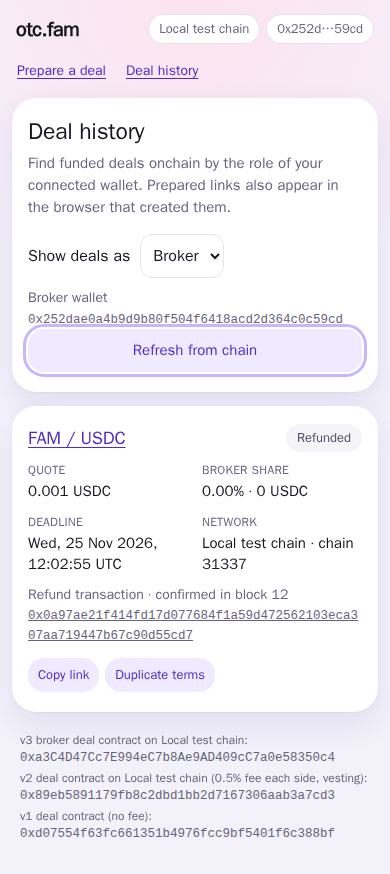 otc.fam
Local test chain
0x252d···59cd
Prepare a deal
Deal history
Deal history
Find funded deals onchain by the role of your
connected wallet. Prepared links also appear in
the browser that created them.
Show deals as
Broker
Broker wallet
0x252dae0a4b9d9b80f504f6418acd2d364c0c59cd
Refresh from chain
FAM / USDC
Refunded
QUOTE
0.001 USDC
BROKER SHARE
0.00% · 0 USDC
DEADLINE
Wed, 25 Nov 2026,
12:02:55 UTC
NETWORK
Local test chain · chain
31337
Refund transaction · confirmed in block 12
0x0a97ae21f414fd17d077684f1a59d472562103eca3
07aa719447b67c90d55cd7
Copy link
Duplicate terms
v3 broker deal contract on Local test chain:
0xa3C4D47Cc7E994eC7b8Ae9AD409cC7a0e58350c4
v2 deal contract on Local test chain (0.5% fee each side, vesting):
0x89eb5891179fb8c2dbd1bb2d7167306aab3a7cd3
v1 deal contract (no fee):
0xd07554f63fc661351b4976fcc9bf5401f6c388bf